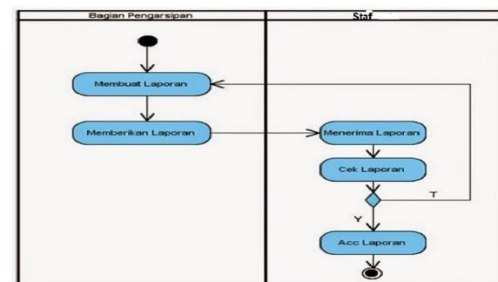 Bagian Pengarsipan
Staf
Membuat Laporan
Memberikan Laporan
Menerima Laporan
Cek Laporan
T
Y
Acc Laporan